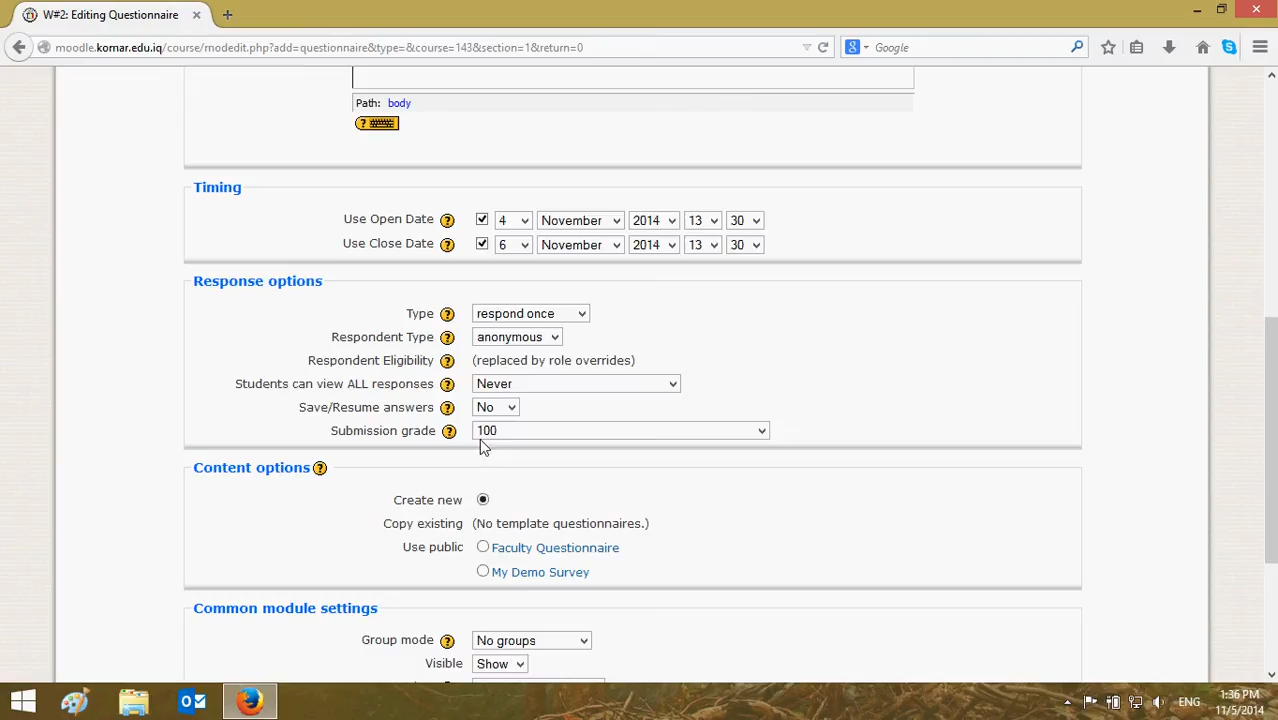 W#2: Editing Questionnaire
moodle.komar.edu.iq/course/modedit.php?add=questionnaire&type=&course=143&section=1&return=0
Google
Path: body
?
Timing
Use Open Date ? 4 November 2014 13 30
Use Close Date ? 6 November 2014 13 30
Response options
Type ? respond once
Respondent Type ? anonymous
Respondent Eligibility ? (replaced by role overrides)
Students can view ALL responses ? Never
Save/Resume answers ? No
Submission grade ? 100
Content options ?
Create new
Copy existing (No template questionnaires.)
Use public Faculty Questionnaire
My Demo Survey
Common module settings
Group mode ? No groups
Visible Show
ENG
1:36 PM
11/5/2014